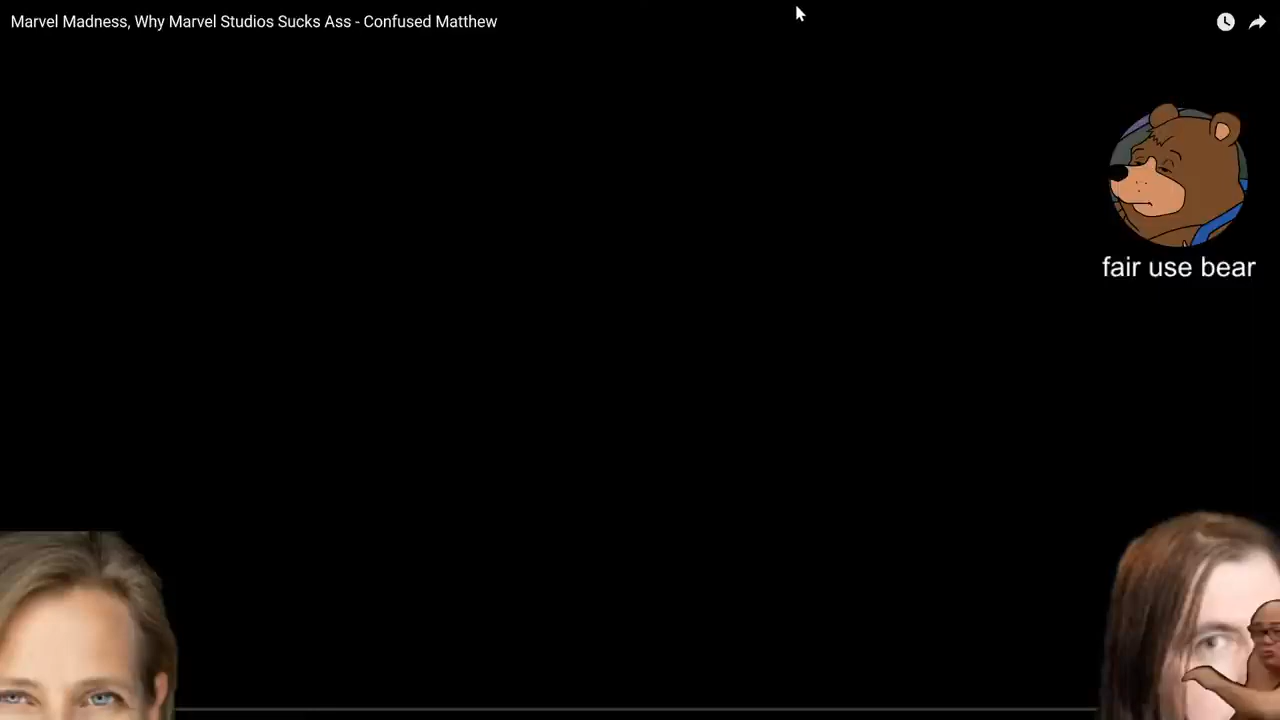 Marvel Madness, Why Marvel Studios Sucks Ass - Confused Matthew
fair use bear